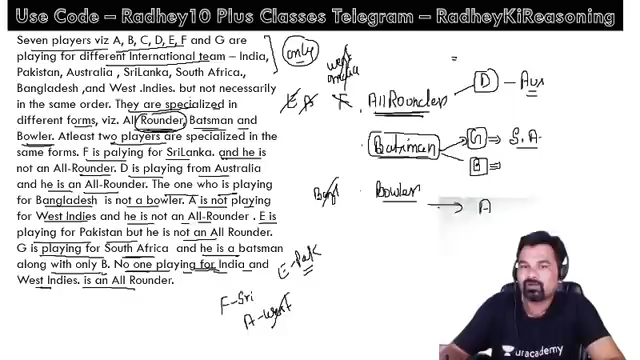 Use Code – Radhey10 Plus Classes Telegram – RadheyKiReasoning
Seven players viz A, B, C, D, E, F and G are
playing for different International team – India,
Pakistan, Australia , SriLanka, South Africa.,
Bangladesh ,and West .Indies. but not necessarily
in the same order. They are specialized in
different forms, viz. All Rounder, Batsman and
Bowler. Atleast two players are specialized in the
same forms. F is palying for SriLanka. and he is
not an All-Rounder. D is playing from Australia
and he is an All-Rounder. The one who is playing
for Bangladesh is not a bowler. A is not playing
for West Indies and he is not an All-Rounder . E is
playing for Pakistan but he is not an All Rounder.
G is playing for South Africa and he is a batsman
along with only B. No one playing for India and
West Indies. is an All Rounder.
only
E A F
All Rounder
D – Aus
Batsman
G ⇒ S.A
B =
Bowler
→ A
E – Pak
F – Sri
A – West
uracademy